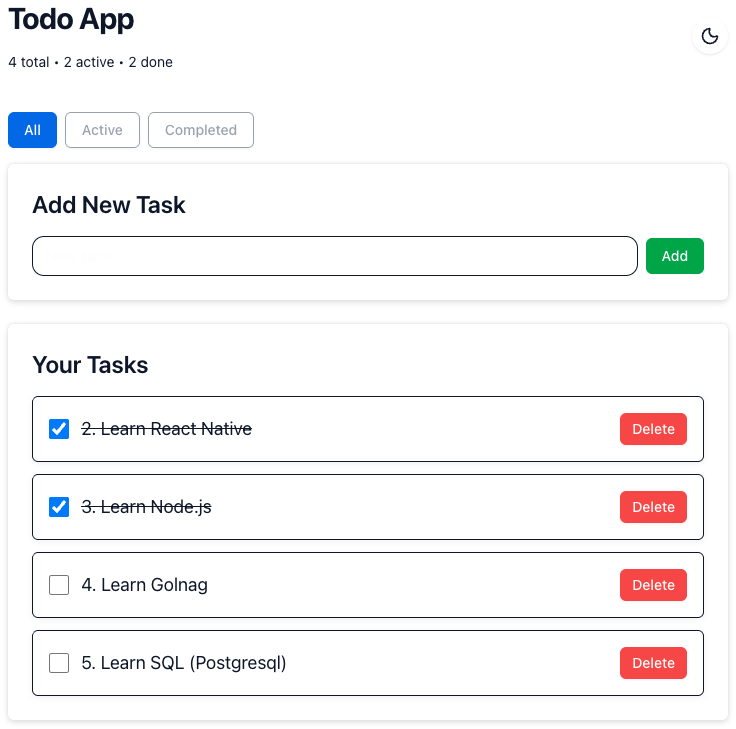 Todo App
4 total • 2 active • 2 done
All
Active
Completed
Add New Task
Add
Your Tasks
2. Learn React Native
Delete
3. Learn Node.js
Delete
4. Learn Golnag
Delete
5. Learn SQL (Postgresql)
Delete